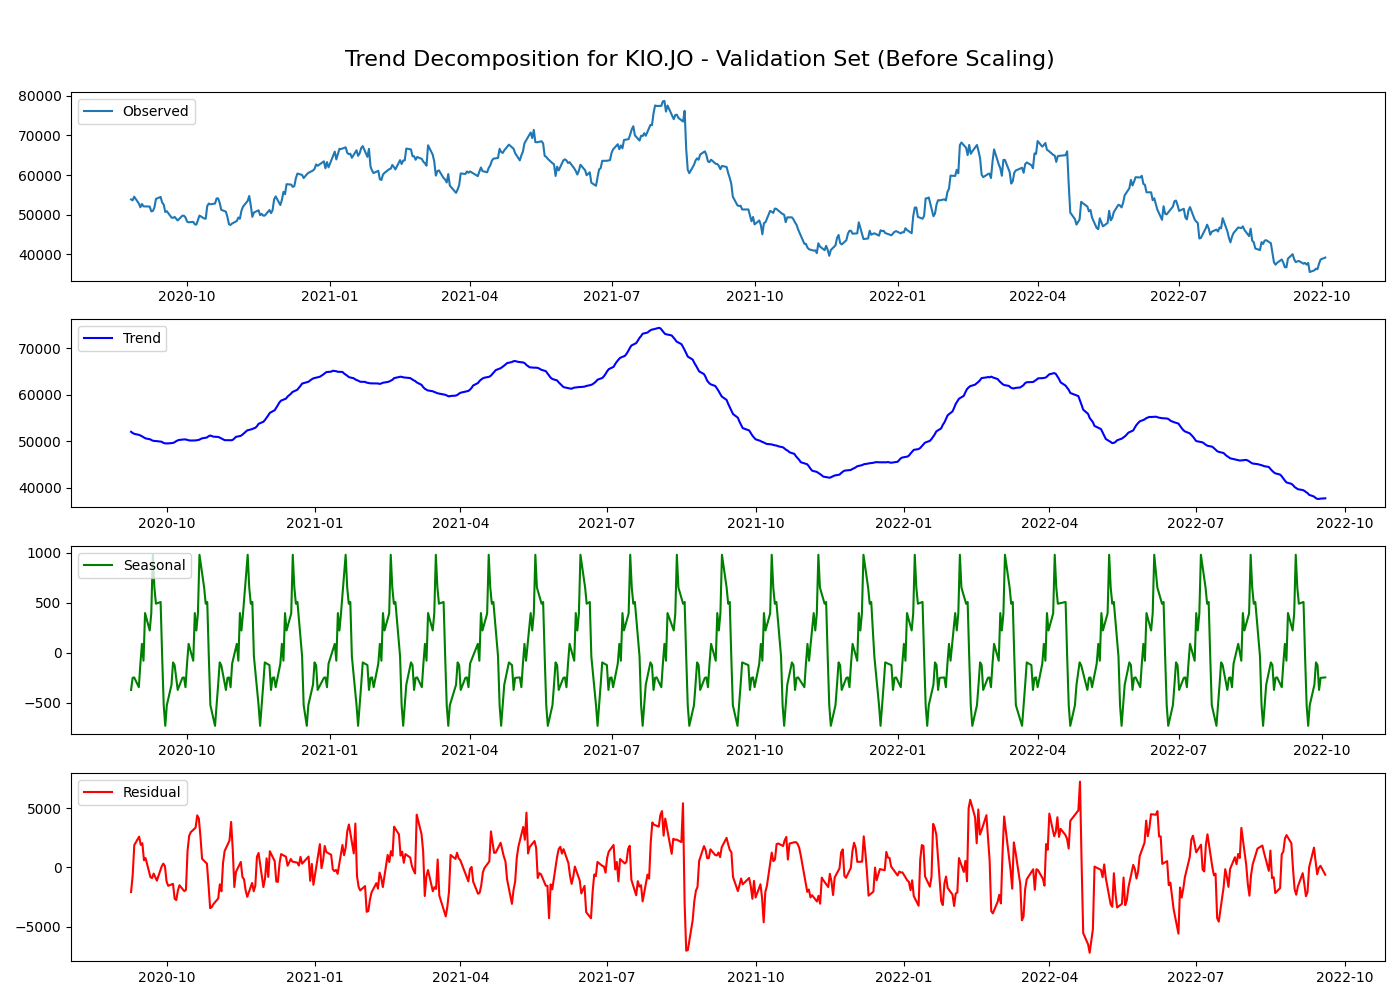 Trend Decomposition for KIO.JO - Validation Set (Before Scaling)
Observed
80000
70000
60000
50000
40000
2020-10 2021-01 2021-04 2021-07 2021-10 2022-01 2022-04 2022-07 2022-10
Trend
70000
60000
50000
40000
2020-10 2021-01 2021-04 2021-07 2021-10 2022-01 2022-04 2022-07 2022-10
Seasonal
1000
500
0
−500
2020-10 2021-01 2021-04 2021-07 2021-10 2022-01 2022-04 2022-07 2022-10
Residual
5000
0
−5000
2020-10 2021-01 2021-04 2021-07 2021-10 2022-01 2022-04 2022-07 2022-10